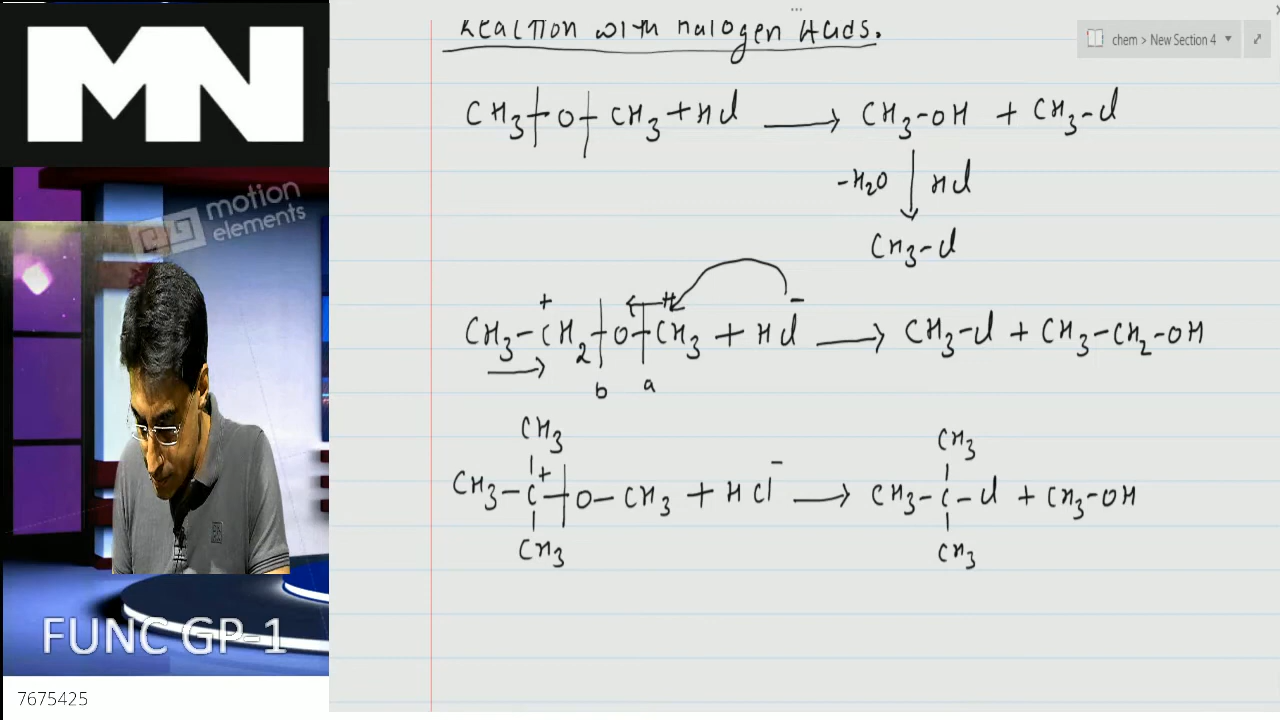 MN
motion
elements
FUNC GP-1
7675425
chem > New Section 4
Reaction with Halogen Acids.
CH3-O-CH3 + HCl → CH3-OH + CH3-Cl
-H2O HCl
CH3-Cl
+ H -
CH3-CH2-O-CH3 + HCl → CH3-Cl + CH3-CH2-OH
b a
CH3 CH3
+ -
CH3-C-O-CH3 + HCl → CH3-C-Cl + CH3-OH
CH3 CH3